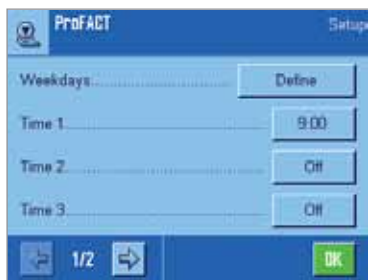 ProFACT Setup
Weekdays Define
Time 1 9:00
Time 2 Off
Time 3 Off
1/2 OK